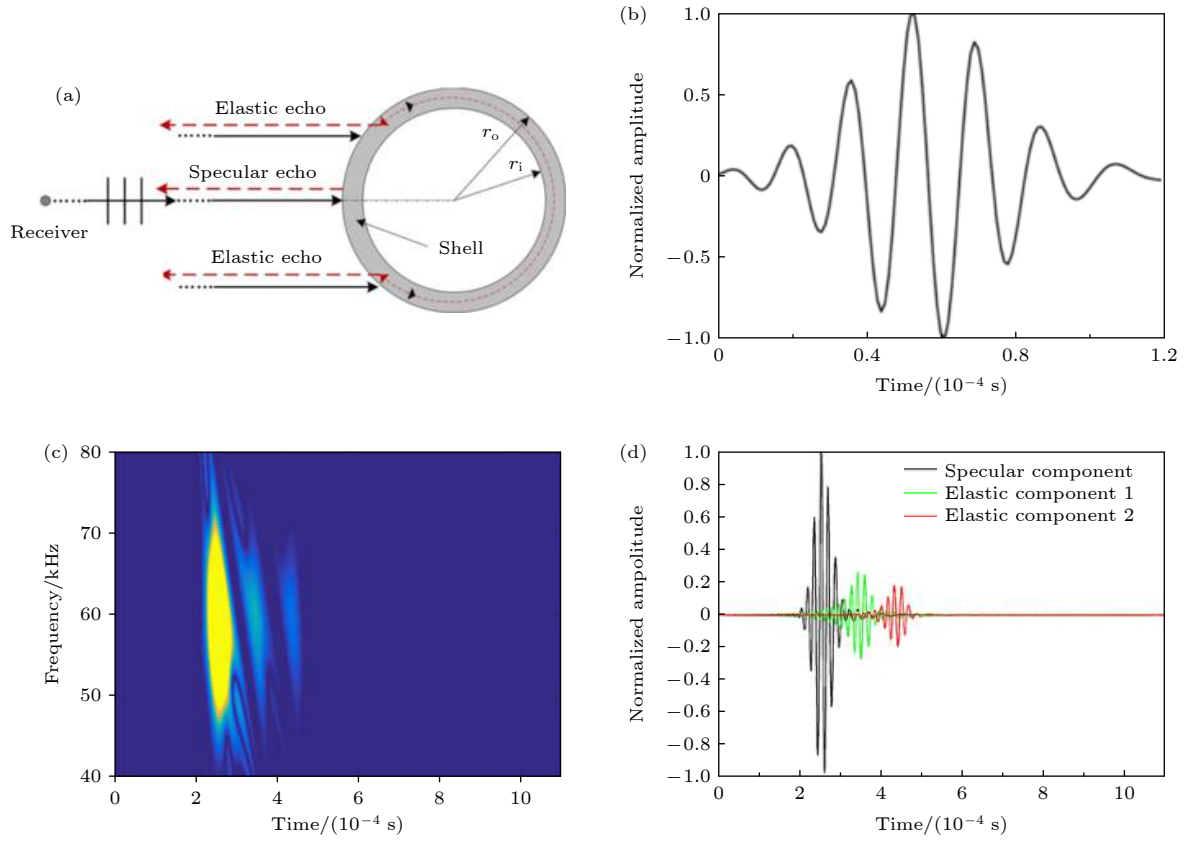 (a)
Elastic echo
Specular echo
Receiver
Elastic echo
Shell
rₒ
rᵢ
(b)
Normalized amplitude
1.0
0.5
0
−0.5
−1.0
0
0.4
0.8
1.2
Time/(10⁻⁴ s)
(c)
Frequency/kHz
80
70
60
50
40
0
2
4
6
8
10
Time/(10⁻⁴ s)
(d)
Normalized ampolitude
1.0
0.8
0.6
0.4
0.2
0
−0.2
−0.4
−0.6
−0.8
−1.0
Specular component
Elastic component 1
Elastic component 2
0
2
4
6
8
10
Time/(10⁻⁴ s)